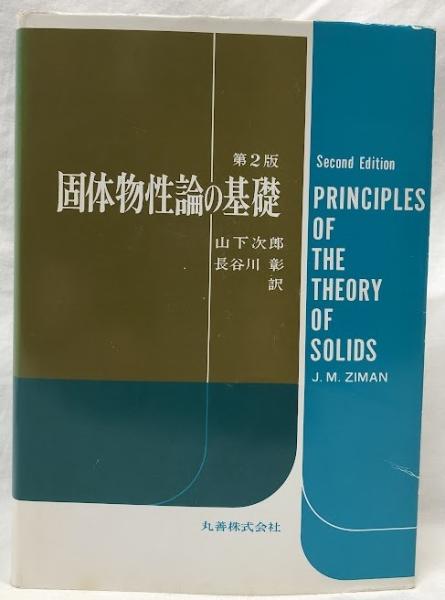 第2版
固体物性論の基礎
山下次郎
長谷川 彰
訳
Second Edition
PRINCIPLES
OF
THE
THEORY
OF
SOLIDS
J. M. ZIMAN
丸善株式会社